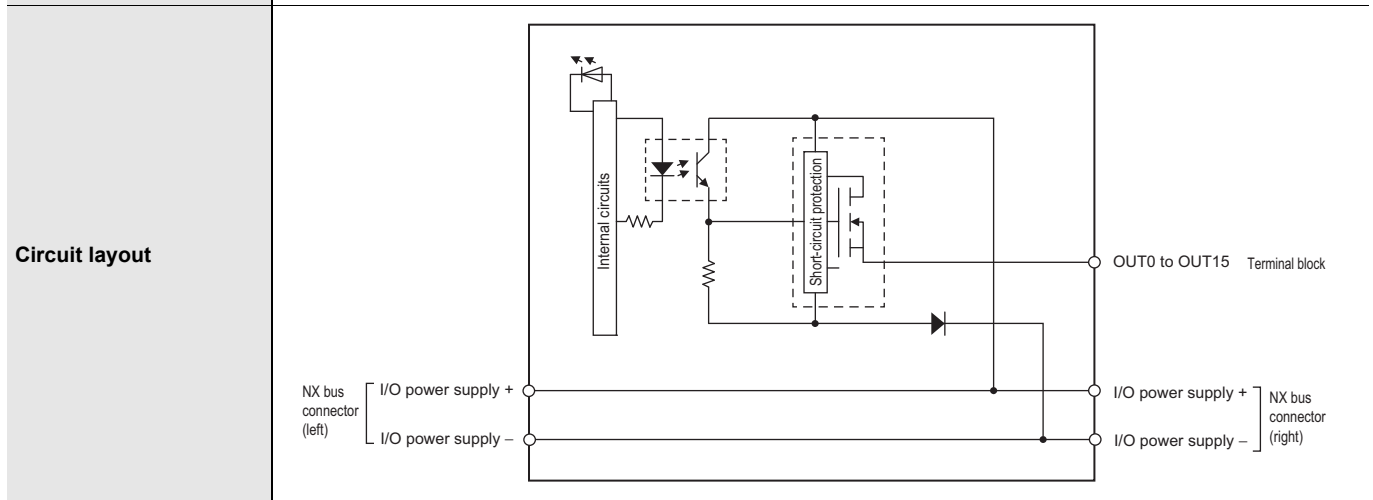 Circuit layout
Internal circuits
Short-circuit protection
OUT0 to OUT15 Terminal block
NX bus
connector
(left)
I/O power supply +
I/O power supply −
I/O power supply +
I/O power supply −
NX bus
connector
(right)